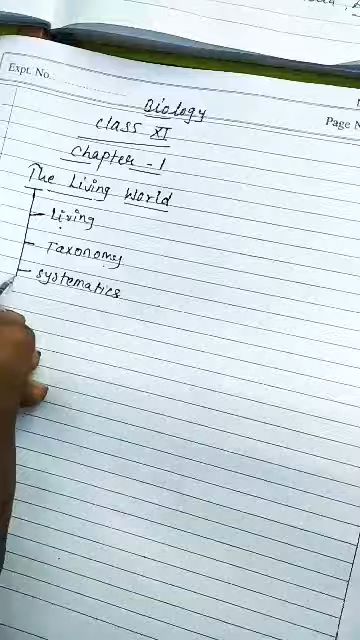 Expt. No.
Page N
Biology
class XI
Chapter - 1
The Living World
Living
Taxonomy
systematics